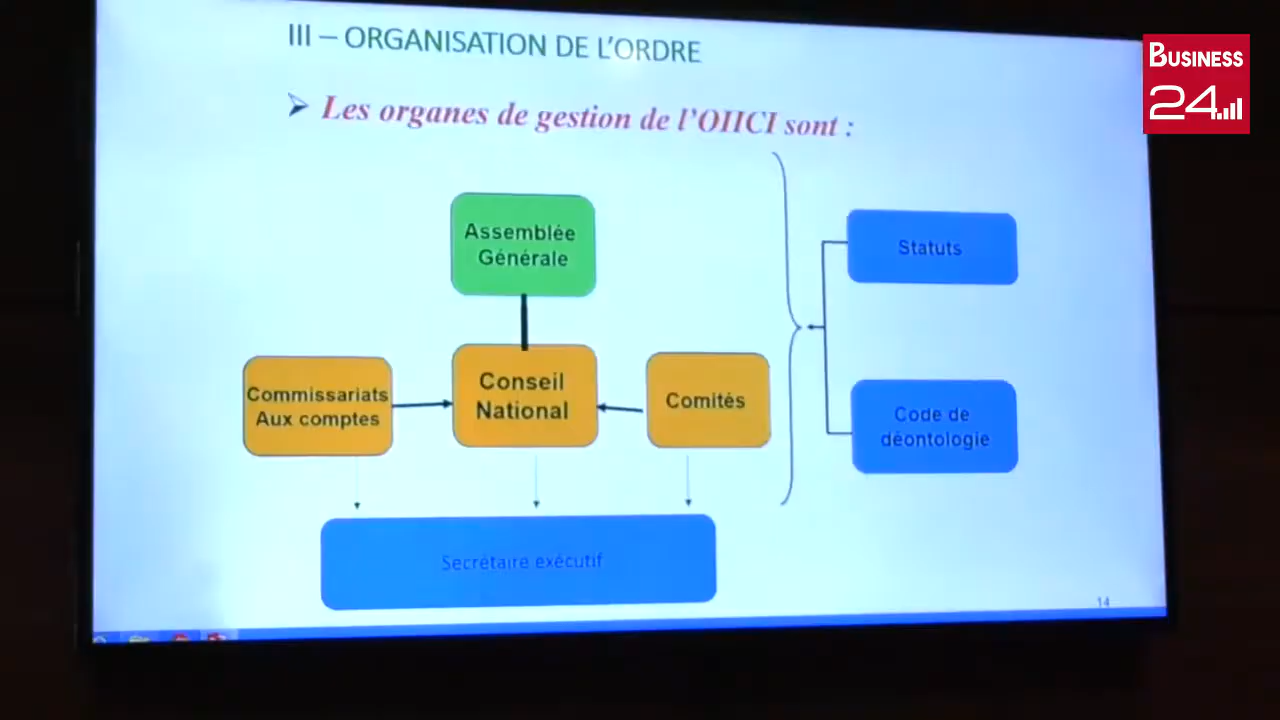 III – ORGANISATION DE L'ORDRE
BUSINESS
24
Les organes de gestion de l'OIICI sont :
Assemblée
Générale
Statuts
Commissariats
Aux comptes
Conseil
National
Comités
Code de
déontologie
Secrétaire exécutif
14